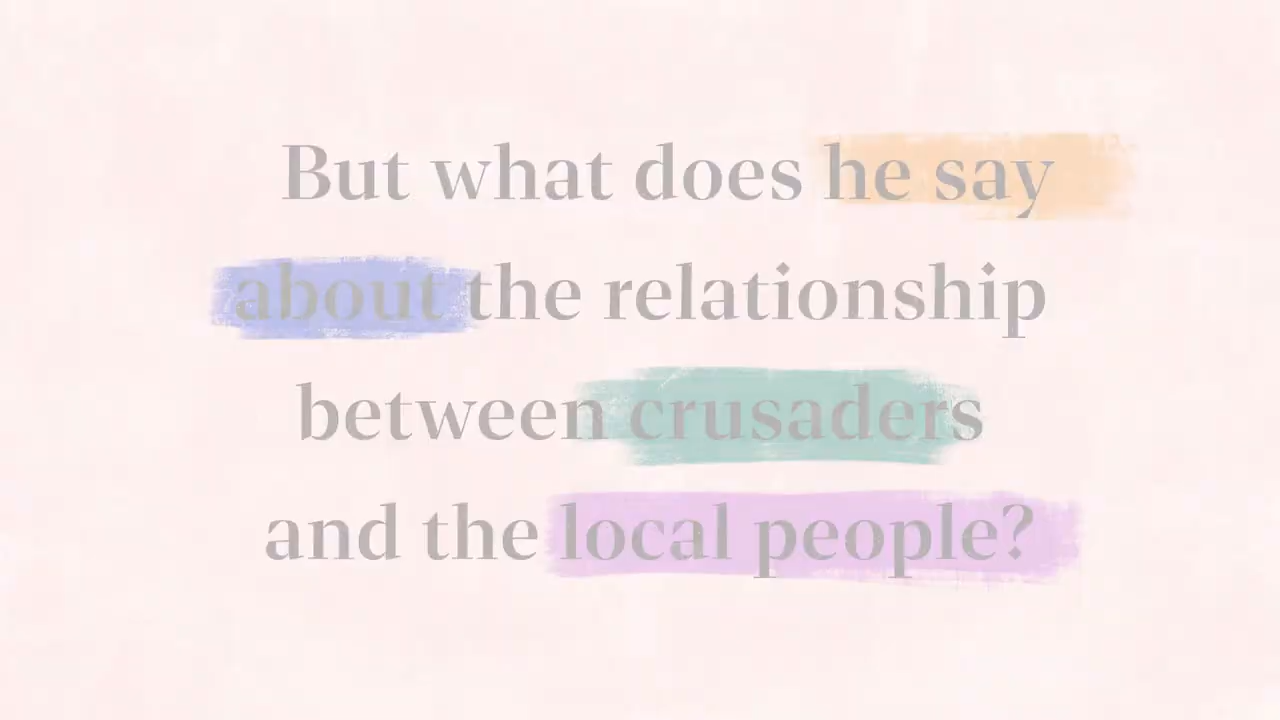 But what does he say
about the relationship
between crusaders
and the local people?